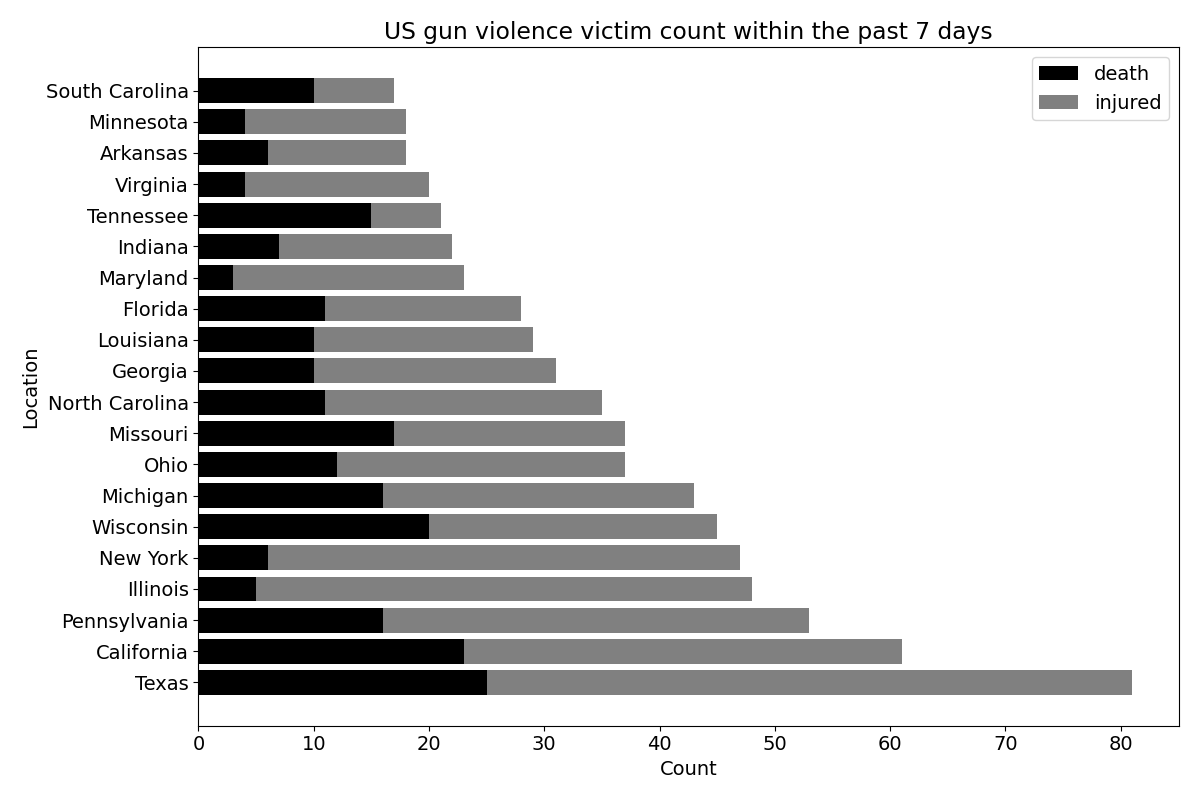 US gun violence victim count within the past 7 days
death
injured
South Carolina
Minnesota
Arkansas
Virginia
Tennessee
Indiana
Maryland
Florida
Louisiana
Georgia
North Carolina
Missouri
Ohio
Michigan
Wisconsin
New York
Illinois
Pennsylvania
California
Texas
Location
0 10 20 30 40 50 60 70 80
Count